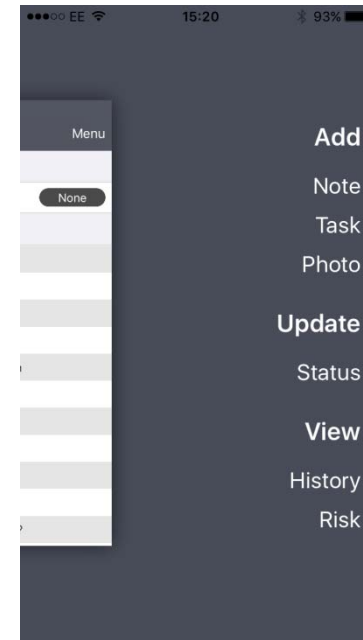 EE 15:20 93%
Menu
None
Add
Note
Task
Photo
Update
Status
View
History
Risk